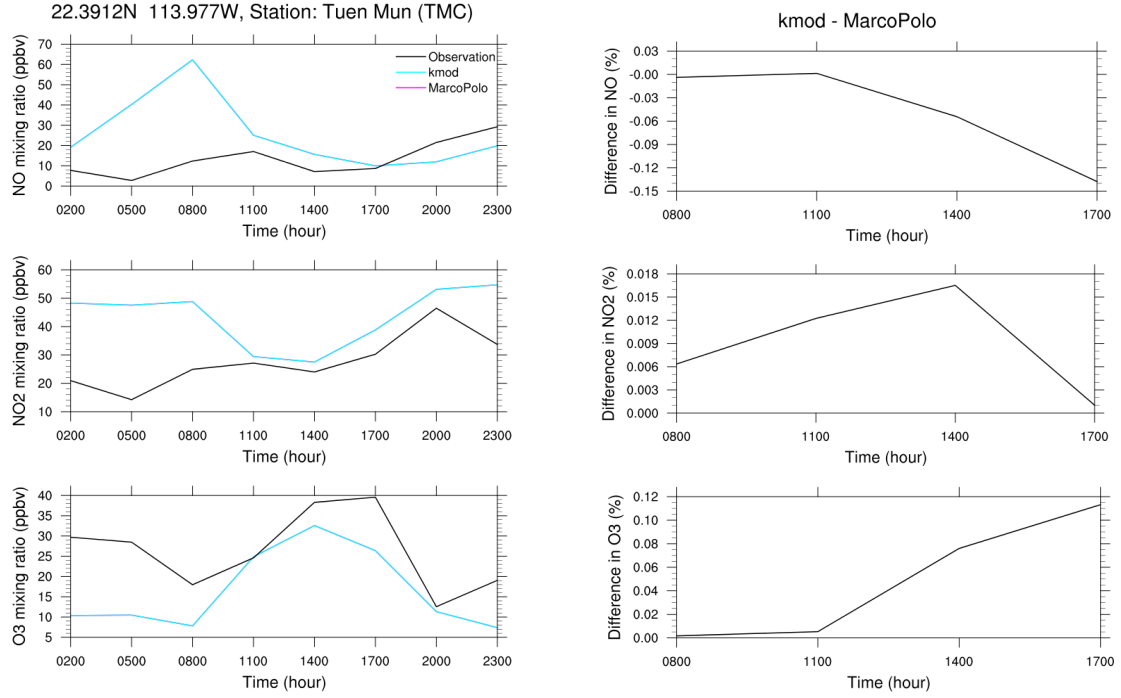 22.3912N 113.977W, Station: Tuen Mun (TMC)
NO mixing ratio (ppbv)
70
60
50
40
30
20
10
0
Observation
kmod
MarcoPolo
0200 0500 0800 1100 1400 1700 2000 2300
Time (hour)
NO2 mixing ratio (ppbv)
60
50
40
30
20
10
0200 0500 0800 1100 1400 1700 2000 2300
Time (hour)
O3 mixing ratio (ppbv)
40
35
30
25
20
15
10
5
0200 0500 0800 1100 1400 1700 2000 2300
Time (hour)
kmod - MarcoPolo
Difference in NO (%)
0.03
-0.00
-0.03
-0.06
-0.09
-0.12
-0.15
0800 1100 1400 1700
Time (hour)
Difference in NO2 (%)
0.018
0.015
0.012
0.009
0.006
0.003
0.000
0800 1100 1400 1700
Time (hour)
Difference in O3 (%)
0.12
0.10
0.08
0.06
0.04
0.02
0.00
0800 1100 1400 1700
Time (hour)